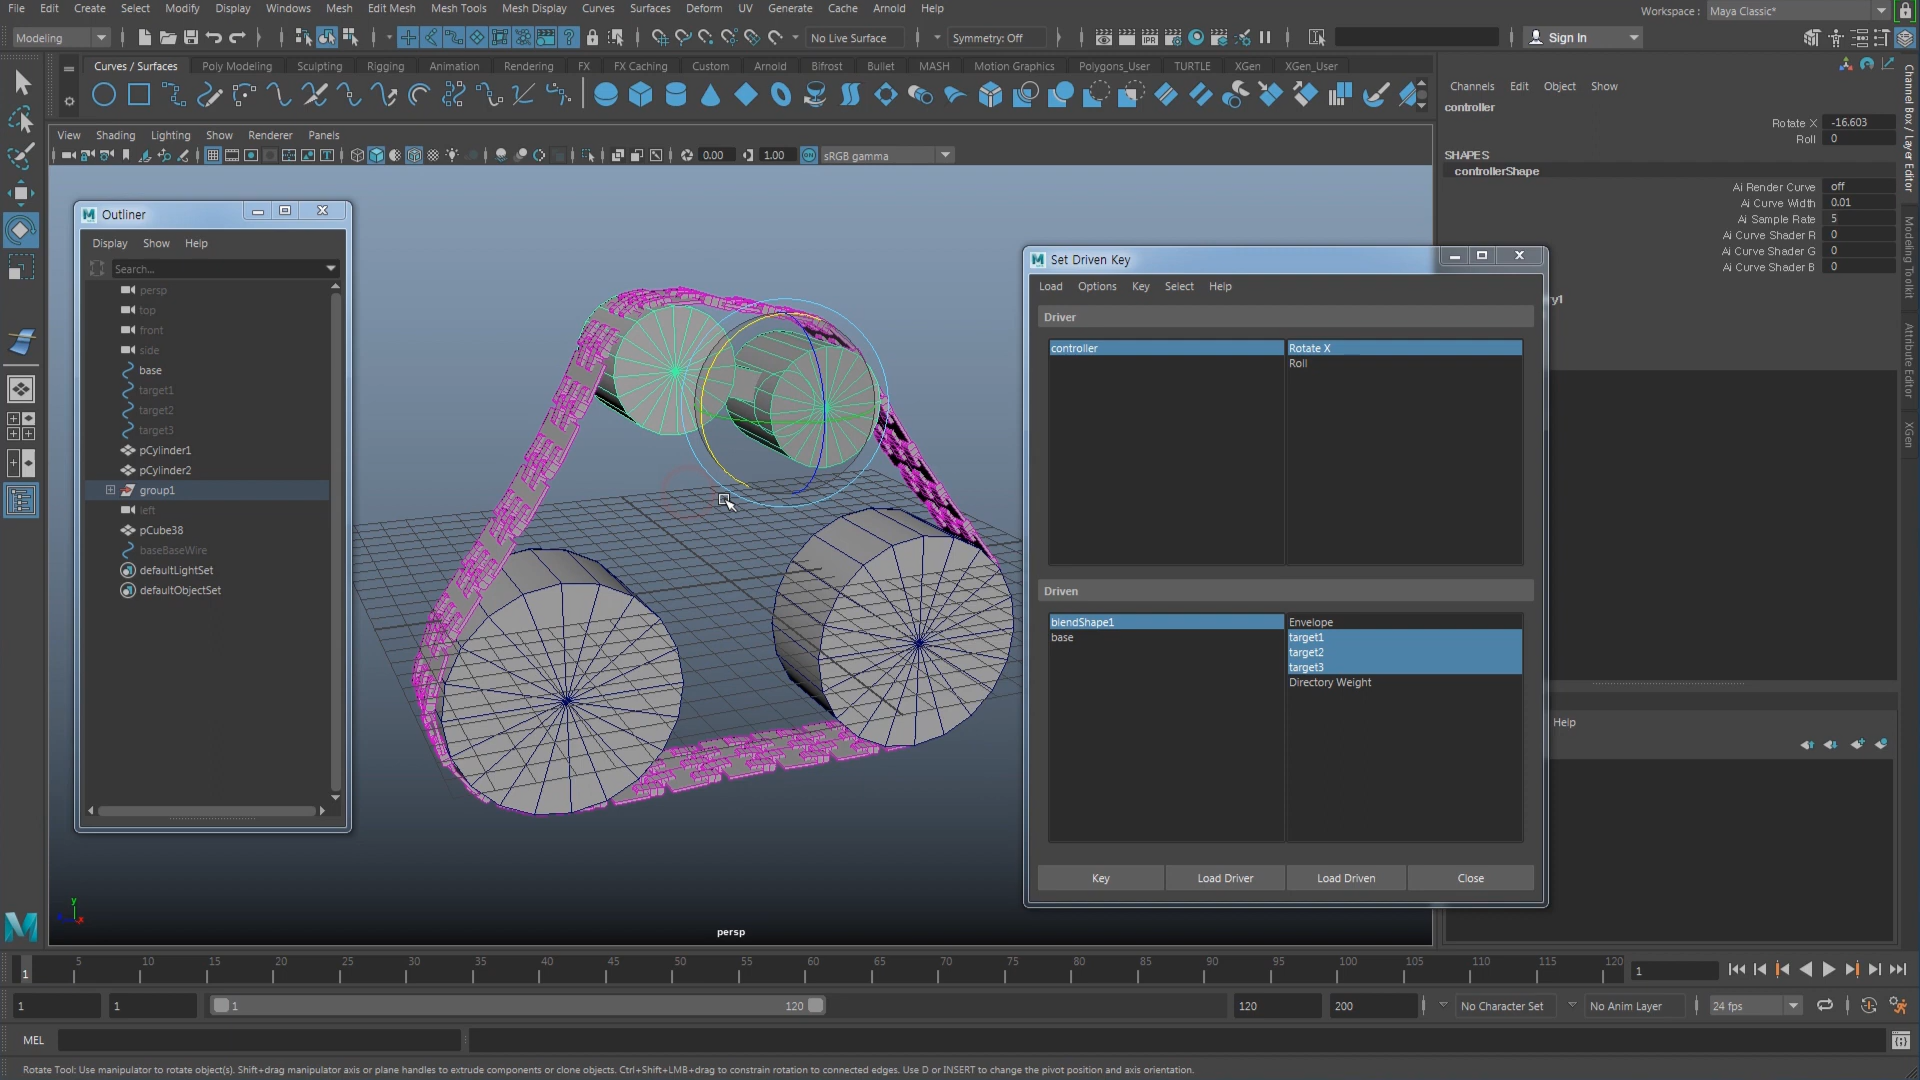 File Edit Create Select Modify Display Windows Mesh Edit Mesh Mesh Tools Mesh Display Curves Surfaces Deform UV Generate Cache Arnold Help
Workspace : Maya Classic*
Modeling No Live Surface Symmetry: Off Sign In
Curves / Surfaces Poly Modeling Sculpting Rigging Animation Rendering FX FX Caching Custom Arnold Bifrost Bullet MASH Motion Graphics Polygons_User TURTLE XGen XGen_User
View Shading Lighting Show Renderer Panels
0.00 1.00 sRGB gamma
Outliner
Display Show Help
Search...
persp
top
front
side
base
target1
target2
target3
pCylinder1
pCylinder2
group1
left
pCube38
baseBaseWire
defaultLightSet
defaultObjectSet
persp
y
x
Set Driven Key
Load Options Key Select Help
Driver
controller Rotate X
Roll
Driven
blendShape1 Envelope
base target1
target2
target3
Directory Weight
Key Load Driver Load Driven Close
Channels Edit Object Show
controller
Rotate X -16.603
Roll 0
SHAPES
controllerShape
Ai Render Curve off
Ai Curve Width 0.01
Ai Sample Rate 5
Ai Curve Shader R 0
Ai Curve Shader G 0
Ai Curve Shader B 0
y1
Help
Channel Box / Layer Editor
Modeling Toolkit
Attribute Editor
XGen
1 5 10 15 20 25 30 35 40 45 50 55 60 65 70 75 80 85 90 95 100 105 110 115 120 1
1 1 1 120 120 200 No Character Set No Anim Layer 24 fps
MEL
Rotate Tool: Use manipulator to rotate object(s). Shift+drag manipulator axis or plane handles to extrude components or clone objects. Ctrl+Shift+LMB+drag to constrain rotation to connected edges. Use D or INSERT to change the pivot position and axis orientation.